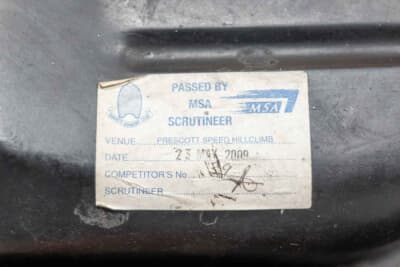 PASSED BY
MSA
SCRUTINEER
MSA
VENUE PRESCOTT SPEED HILLCLIMB
DATE 23 MAY 2009
COMPETITOR'S No
SCRUTINEER